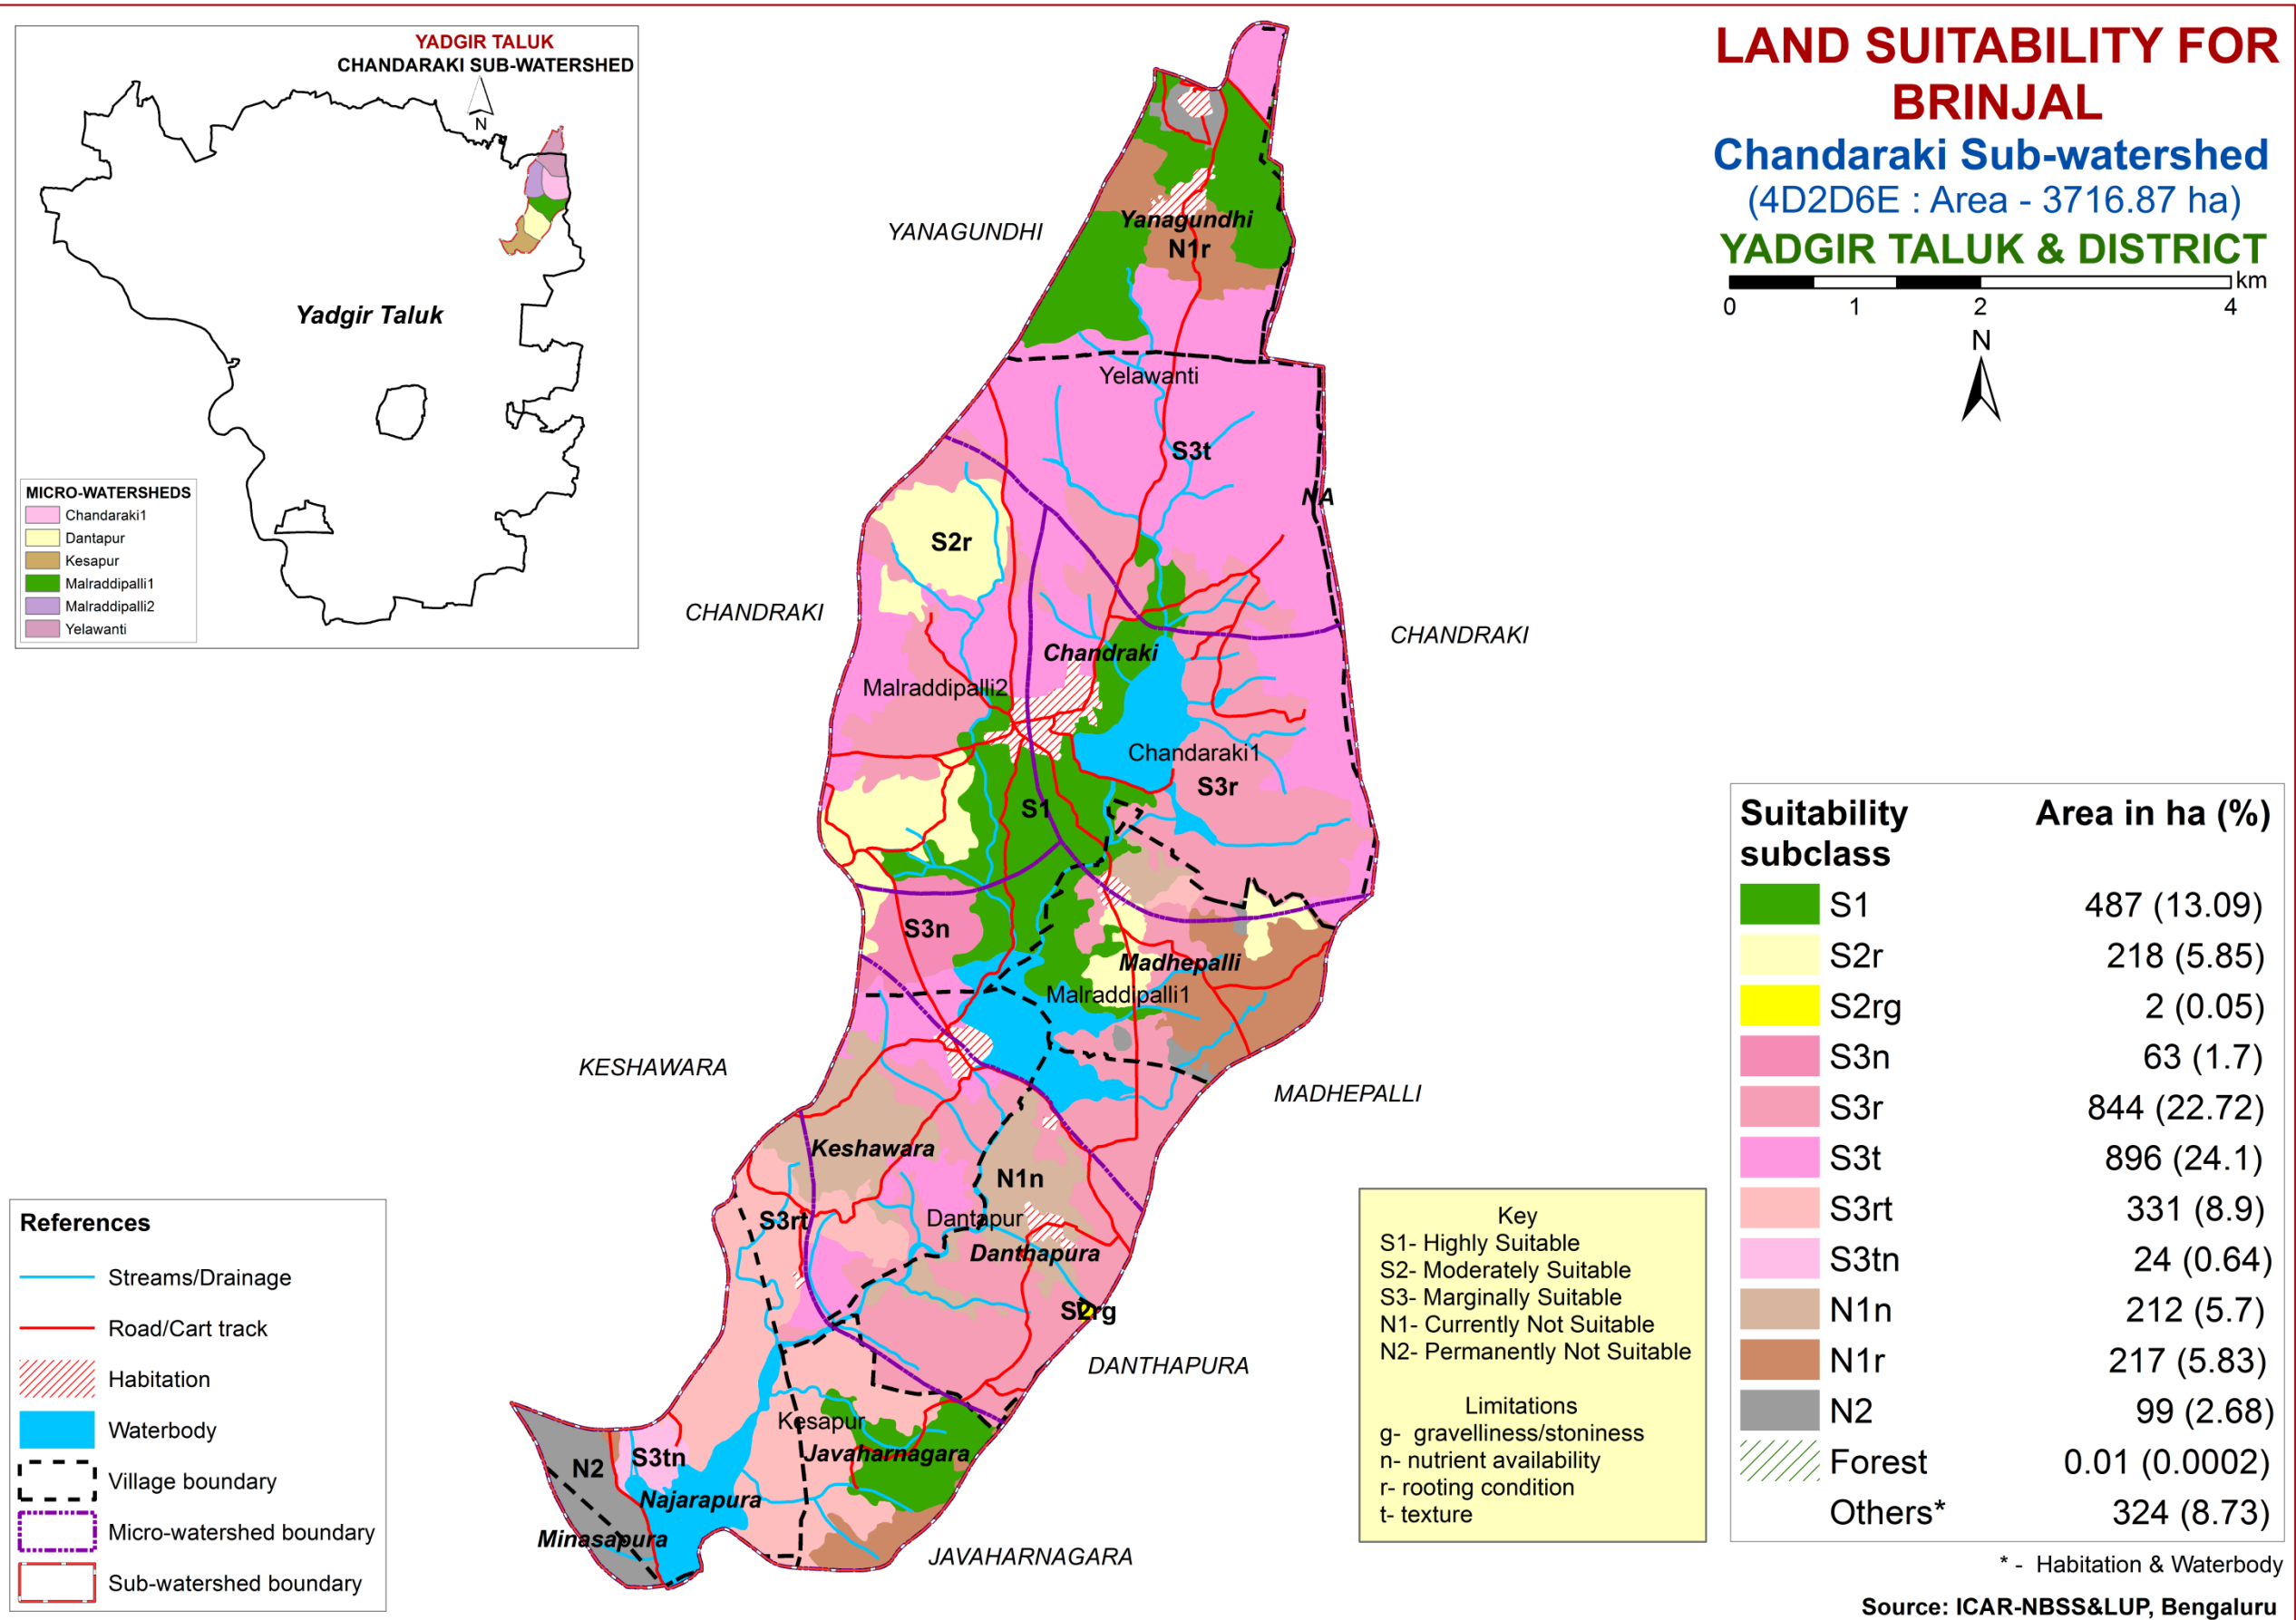 YADGIR TALUK
CHANDARAKI SUB-WATERSHED
N
Yadgir Taluk
MICRO-WATERSHEDS
Chandaraki1
Dantapur
Kesapur
Malraddipalli1
Malraddipalli2
Yelawanti
LAND SUITABILITY FOR
BRINJAL
Chandaraki Sub-watershed
(4D2D6E : Area - 3716.87 ha)
YADGIR TALUK & DISTRICT
km
0 1 2 4
N
YANAGUNDHI
Yanagundhi
N1r
Yelawanti
S3t
NA
S2r
CHANDRAKI
CHANDRAKI
Chandraki
Malraddipalli2
Chandaraki1
S3r
S1
S3n
Madhepalli
Malraddipalli1
KESHAWARA
MADHEPALLI
Keshawara
N1n
S3rt
Dantapur
Danthapura
S2rg
DANTHAPURA
Kesapur
Javaharnagara
S3tn
N2
Najarapura
Minasapura
JAVAHARNAGARA
References
Streams/Drainage
Road/Cart track
Habitation
Waterbody
Village boundary
Micro-watershed boundary
Sub-watershed boundary
Key
S1- Highly Suitable
S2- Moderately Suitable
S3- Marginally Suitable
N1- Currently Not Suitable
N2- Permanently Not Suitable
Limitations
g- gravelliness/stoniness
n- nutrient availability
r- rooting condition
t- texture
Suitability Area in ha (%)
subclass
S1 487 (13.09)
S2r 218 (5.85)
S2rg 2 (0.05)
S3n 63 (1.7)
S3r 844 (22.72)
S3t 896 (24.1)
S3rt 331 (8.9)
S3tn 24 (0.64)
N1n 212 (5.7)
N1r 217 (5.83)
N2 99 (2.68)
Forest 0.01 (0.0002)
Others* 324 (8.73)
* - Habitation & Waterbody
Source: ICAR-NBSS&LUP, Bengaluru